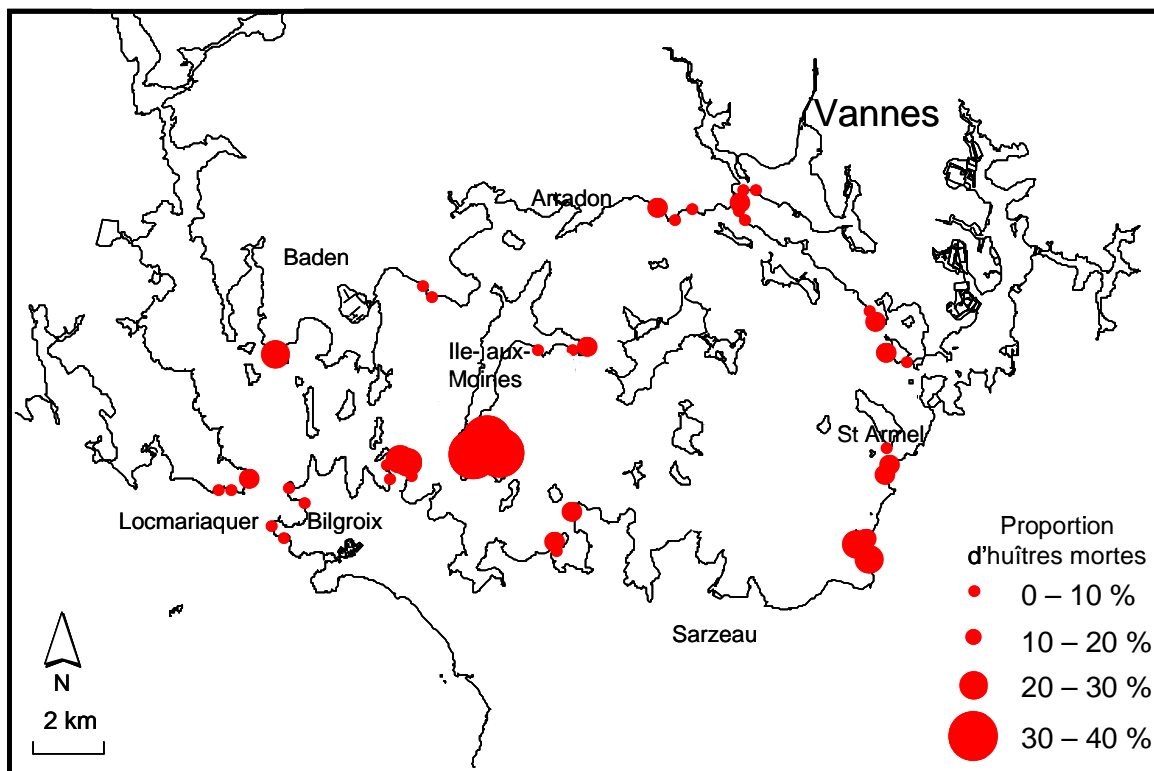 Vannes
Arradon
Baden
Ile-jaux-
Moines
St Armel
Locmariaquer
Bilgroix
Sarzeau
Proportion
d'huîtres mortes
0 – 10 %
10 – 20 %
20 – 30 %
30 – 40 %
N
2 km